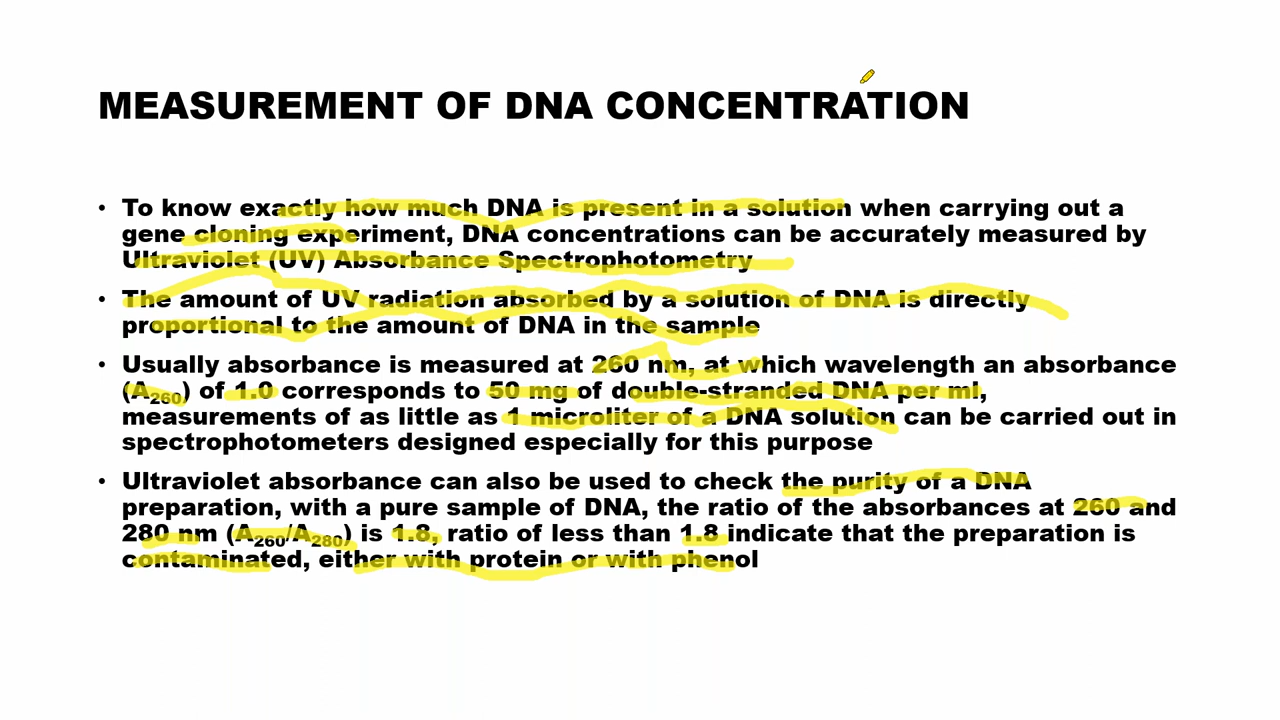 MEASUREMENT OF DNA CONCENTRATION
• To know exactly how much DNA is present in a solution when carrying out a
gene cloning experiment, DNA concentrations can be accurately measured by
Ultraviolet (UV) Absorbance Spectrophotometry
• The amount of UV radiation absorbed by a solution of DNA is directly
proportional to the amount of DNA in the sample
• Usually absorbance is measured at 260 nm, at which wavelength an absorbance
(A260) of 1.0 corresponds to 50 mg of double-stranded DNA per ml,
measurements of as little as 1 microliter of a DNA solution can be carried out in
spectrophotometers designed especially for this purpose
• Ultraviolet absorbance can also be used to check the purity of a DNA
preparation, with a pure sample of DNA, the ratio of the absorbances at 260 and
280 nm (A260/A280) is 1.8, ratio of less than 1.8 indicate that the preparation is
contaminated, either with protein or with phenol